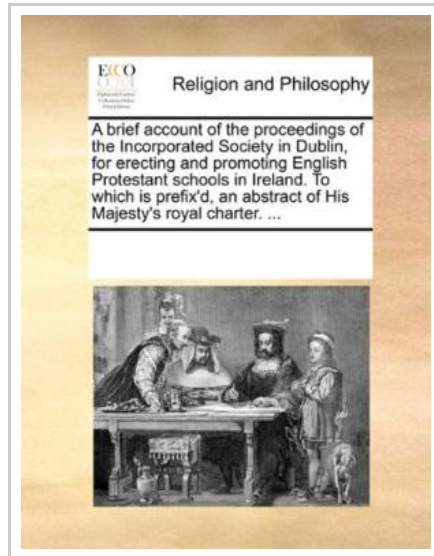 ECCO
Religion and Philosophy
A brief account of the proceedings of
the Incorporated Society in Dublin,
for erecting and promoting English
Protestant schools in Ireland. To
which is prefix'd, an abstract of His
Majesty's royal charter. ...